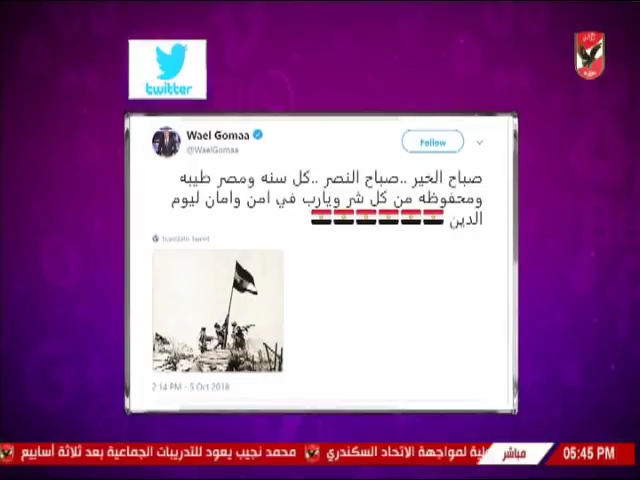 twitter
Wael Gomaa
@WaelGomaa
Follow
صباح الخير ..صباح النصر ..كل سنه ومصر طيبه
ومحفوظه من كل شر ويارب في امن وامان ليوم
الدين
Translate Tweet
2:14 PM - 5 Oct 2018
05:45 PM
مباشر
لية لمواجهة الاتحاد السكندري
محمد نجيب يعود للتدريبات الجماعية بعد ثلاثة أسابيع